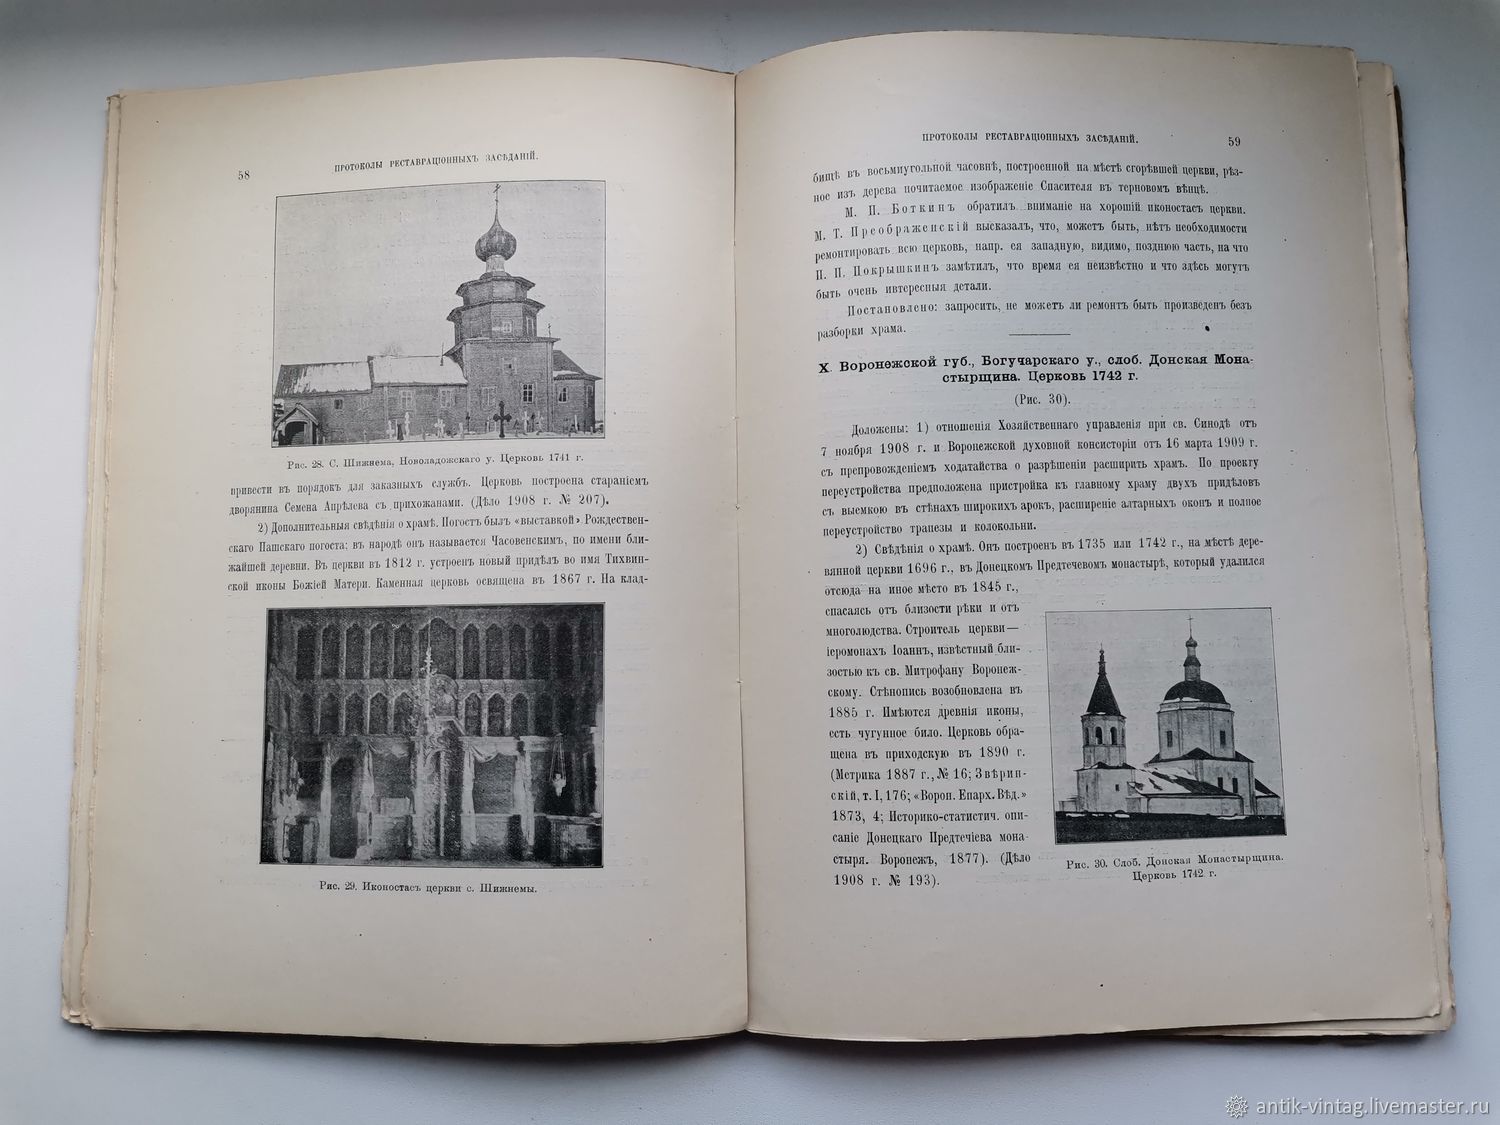 58
ПРОТОКОЛЫ РЕСТАВРАЦІОННЫХЪ ЗАСѢДАНІЙ.
Рис. 28. С. Шижнема, Новоладожскаго у. Церковь 1741 г.
привести въ порядокъ для заказныхъ службъ. Церковь построена стараніемъ
дворянина Семена Апрѣлева съ прихожанами. (Дѣло 1908 г. № 207).
2) Дополнительныя свѣдѣнія о храмѣ. Погостъ былъ «выставкой» Рождествен-
скаго Пашскаго погоста; въ народѣ онъ называется Часовенскимъ, по имени бли-
жайшей деревни. Въ церкви въ 1812 г. устроенъ новый придѣлъ во имя Тихвин-
ской иконы Божіей Матери. Каменная церковь освящена въ 1867 г. На клад-
Рис. 29. Иконостасъ церкви с. Шижнемы.
ПРОТОКОЛЫ РЕСТАВРАЦІОННЫХЪ ЗАСѢДАНІЙ.
59
бищѣ въ восьмиугольной часовнѣ, построенной на мѣстѣ сгорѣвшей церкви, рѣз-
ное изъ дерева почитаемое изображеніе Спасителя въ терновомъ вѣнцѣ.
М. П. Боткинъ обратилъ вниманіе на хорошій иконостасъ церкви.
М. Т. Преображенскій высказалъ, что, можетъ быть, нѣтъ необходимости
ремонтировать всю церковь, напр. ея западную, видимо, позднюю часть, на что
П. П. Покрышкинъ замѣтилъ, что время ея неизвѣстно и что здѣсь могутъ
быть очень интересныя детали.
Постановлено: запросить, не можетъ ли ремонтъ быть произведенъ безъ
разборки храма.
X. Воронежской губ., Богучарскаго у., слоб. Донская Мона-
стырщина. Церковь 1742 г.
(Рис. 30).
Доложены: 1) отношенія Хозяйственнаго управленія при св. Синодѣ отъ
7 ноября 1908 г. и Воронежской духовной консисторіи отъ 16 марта 1909 г.
съ препровожденіемъ ходатайства о разрѣшеніи расширить храмъ. По проекту
переустройства предположена пристройка къ главному храму двухъ придѣловъ
съ выемкою въ стѣнахъ широкихъ арокъ, расширеніе алтарныхъ оконъ и полное
переустройство трапезы и колокольни.
2) Свѣдѣнія о храмѣ. Онъ построенъ въ 1735 или 1742 г., на мѣстѣ дере-
вянной церкви 1696 г., въ Донецкомъ Предтечевомъ монастырѣ, который удалился
отсюда на иное мѣсто въ 1845 г.,
спасаясь отъ близости рѣки и отъ
многолюдства. Строитель церкви—
іеромонахъ Іоаннъ, извѣстный бли-
зостью къ св. Митрофану Воронеж-
скому. Стѣнопись возобновлена въ
1885 г. Имѣются древнія иконы,
есть чугунное било. Церковь обра-
щена въ приходскую въ 1890 г.
(Метрика 1887 г., № 16; Звѣрин-
скій, т. I, 176; «Ворон. Епарх. Вѣд.»
1873, 4; Историко-статистич. опи-
саніе Донецкаго Предтечіева мона-
стыря. Воронежъ, 1877). (Дѣло
1908 г. № 193).
Рис. 30. Слоб. Донская Монастырщина.
Церковь 1742 г.
antik-vintag.livemaster.ru